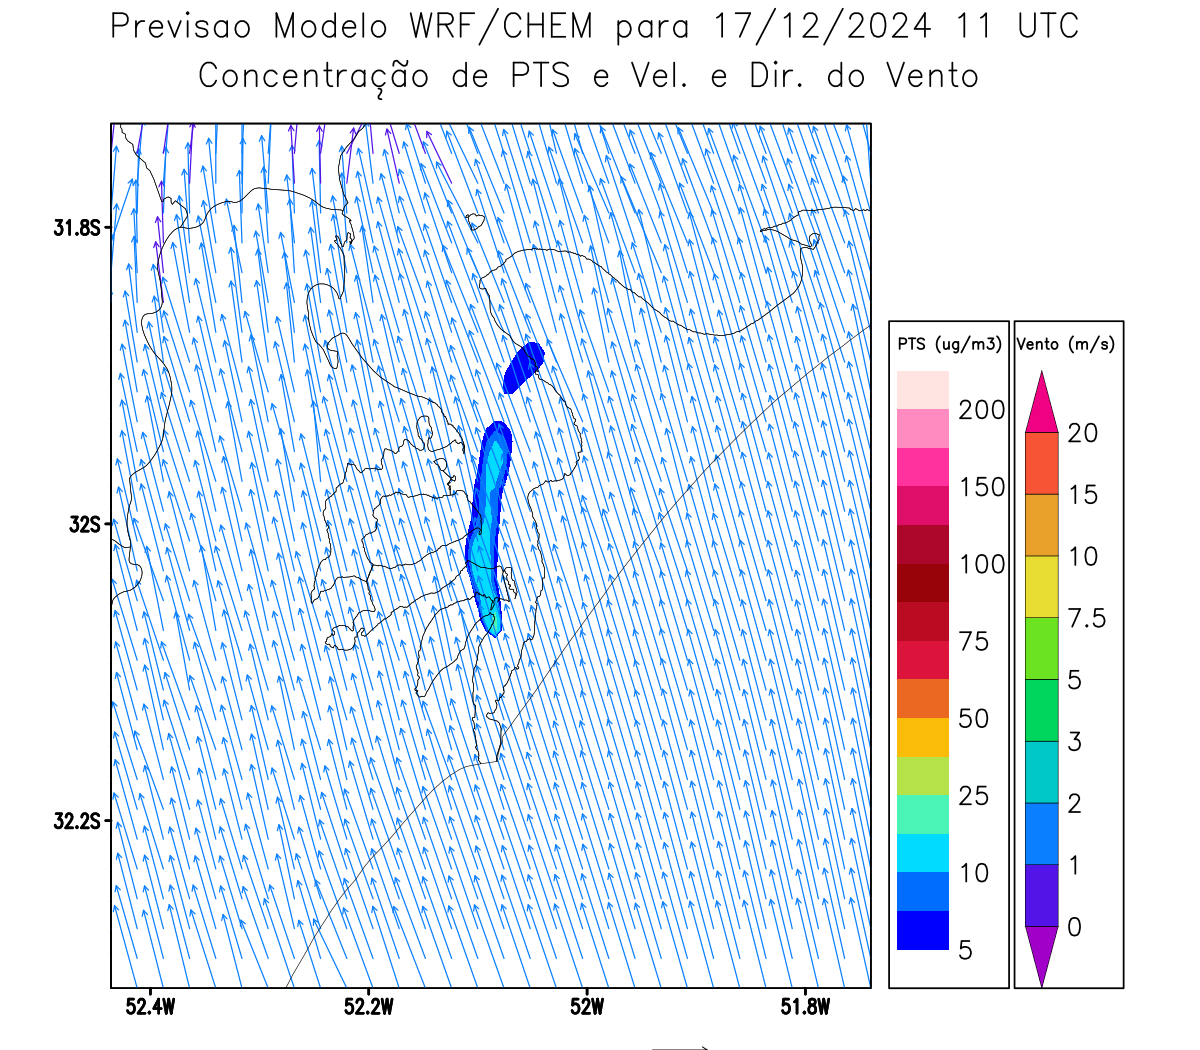 Previsao Modelo WRF/CHEM para 17/12/2024 11 UTC
Concentração de PTS e Vel. e Dir. do Vento
31.8S
32S
32.2S
52.4W
52.2W
52W
51.8W
PTS (ug/m3)
200
150
100
75
50
25
10
5
Vento (m/s)
20
15
10
7.5
5
3
2
1
0